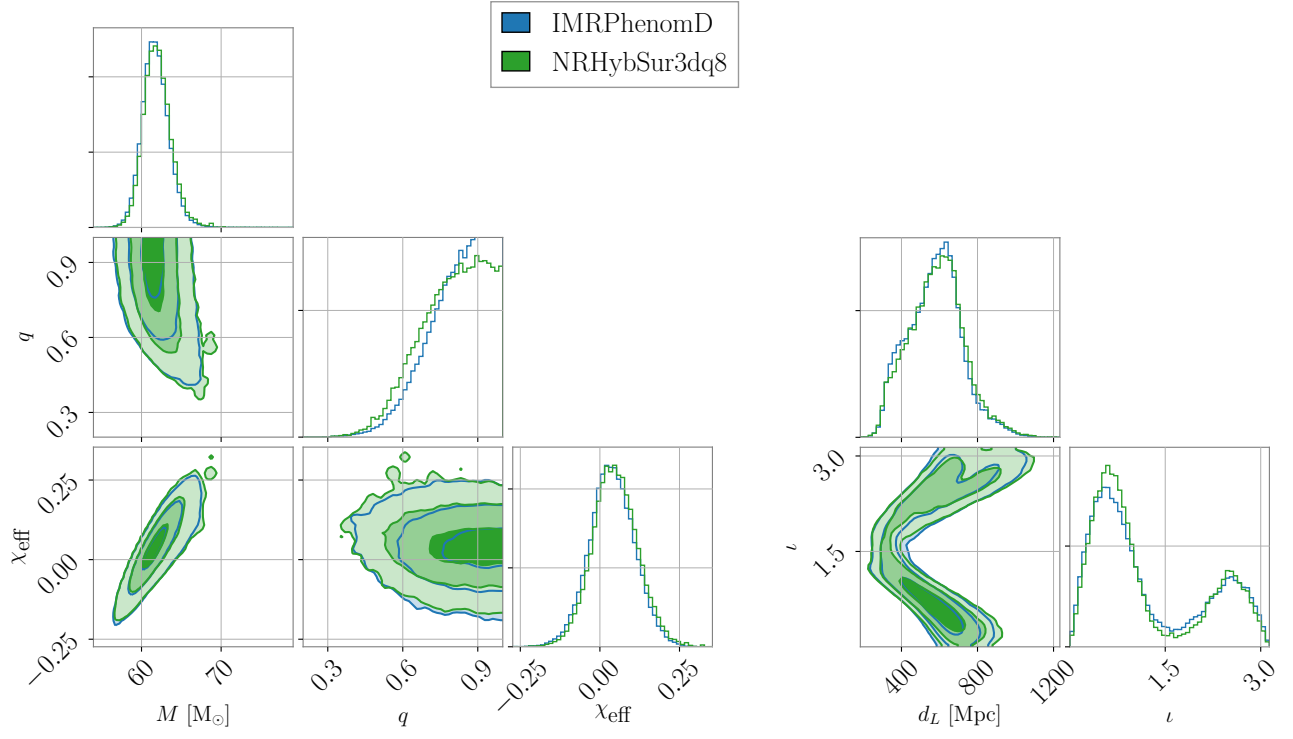 IMRPhenomD
NRHybSur3dq8
0.9
0.6
0.3
q
0.25
0.00
−0.25
χeff
3.0
1.5
ι
60 70
0.3 0.6 0.9
−0.25 0.00 0.25
400 800 1200
1.5 3.0
M [M⊙]
q
χeff
dL [Mpc]
ι